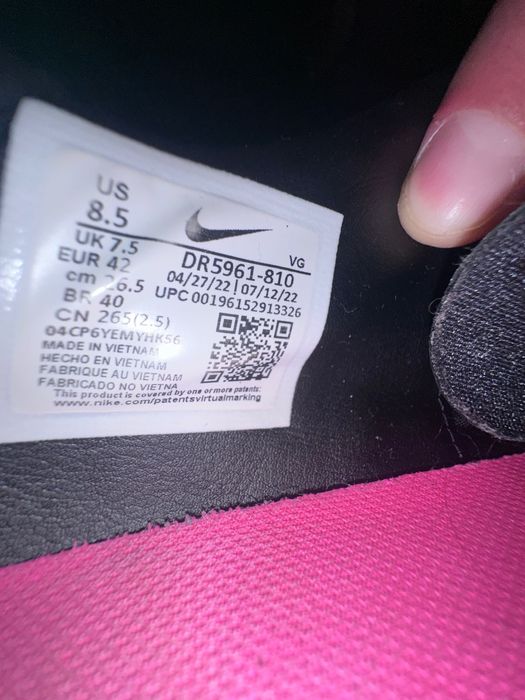 US
8.5
UK 7.5
EUR 42
cm 26.5
BR 40
CN 265(2.5)
04CP6YEMYHK56
MADE IN VIETNAM
HECHO EN VIETNAM
FABRIQUE AU VIETNAM
FABRICADO NO VIETNA
This product is covered by one or more patents:
www.nike.com/patentsvirtualmarking
VG
DR5961-810
04/27/22 | 07/12/22
UPC 00196152913326